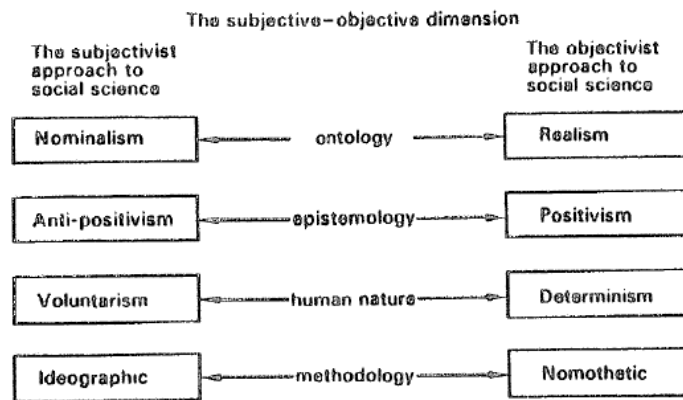 The subjective–objective dimension
The subjectivist
approach to
social science
The objectivist
approach to
social science
Nominalism ontology Realism
Anti-positivism epistemology Positivism
Voluntarism human nature Determinism
Ideographic methodology Nomothetic